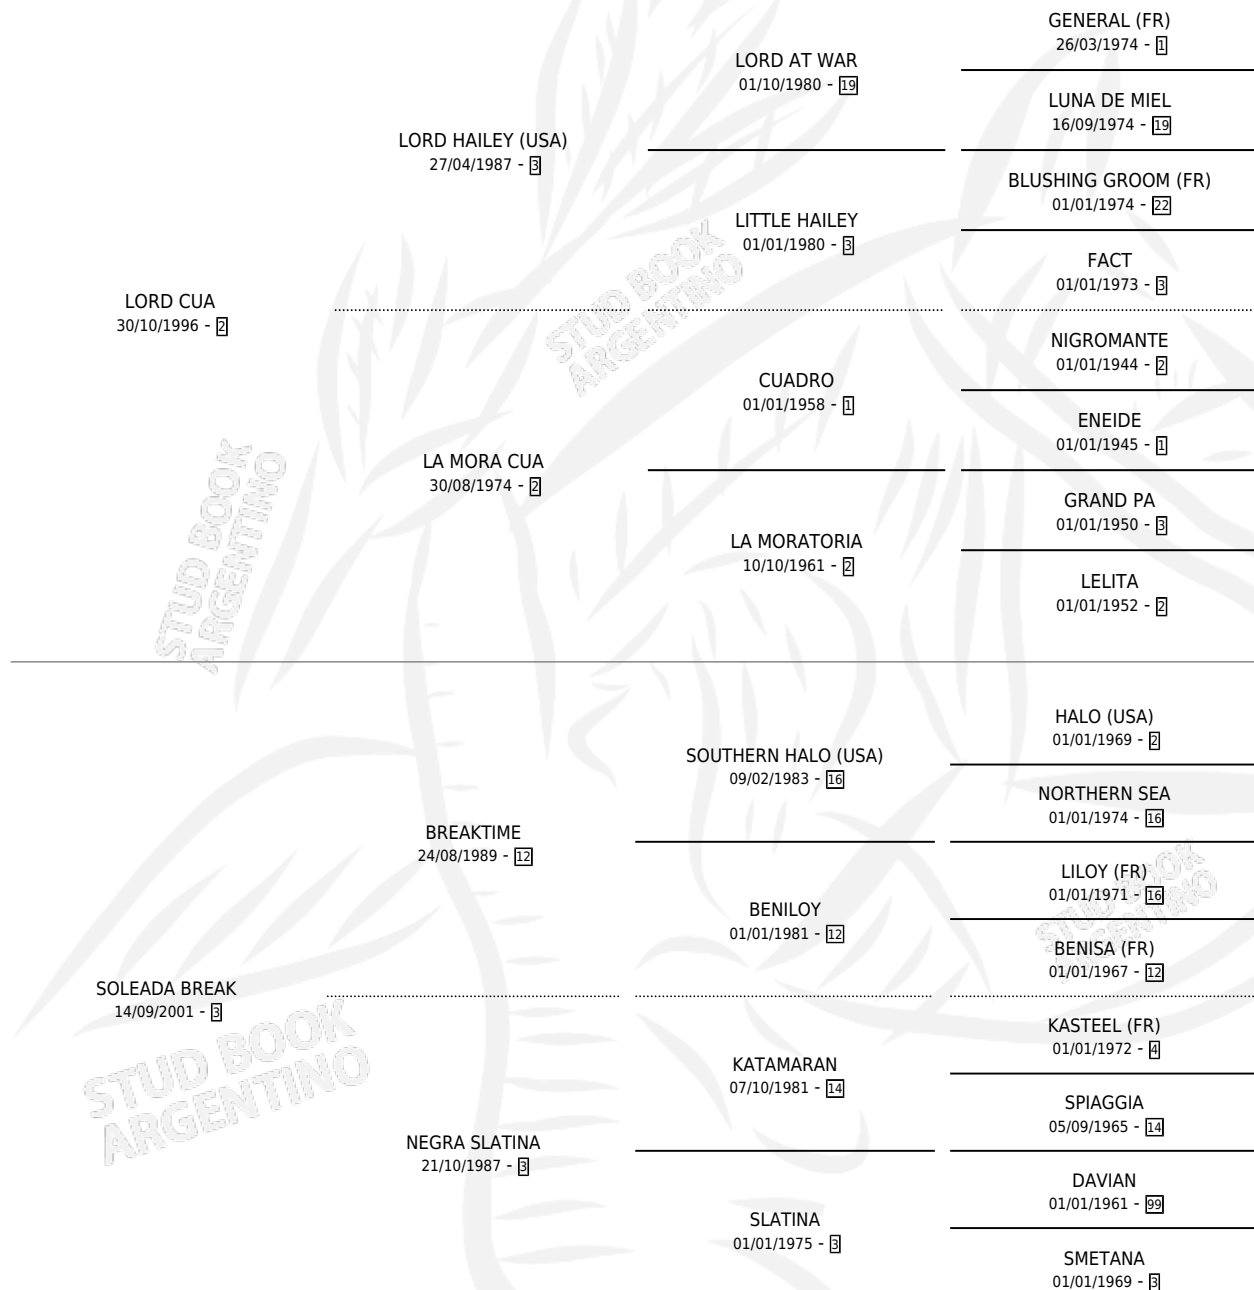 GENERAL (FR)
26/03/1974 - 1
LORD AT WAR
01/10/1980 - 19
LUNA DE MIEL
16/09/1974 - 19
LORD HAILEY (USA)
27/04/1987 - 3
BLUSHING GROOM (FR)
01/01/1974 - 22
LITTLE HAILEY
01/01/1980 - 3
FACT
01/01/1973 - 3
LORD CUA
30/10/1996 - 2
STUD BOOK
ARGENTINO
NIGROMANTE
01/01/1944 - 2
CUADRO
01/01/1958 - 1
ENEIDE
01/01/1945 - 1
LA MORA CUA
30/08/1974 - 2
GRAND PA
01/01/1950 - 3
LA MORATORIA
10/10/1961 - 2
LELITA
01/01/1952 - 2
STUD BOOK
ARGENTINO
HALO (USA)
01/01/1969 - 2
SOUTHERN HALO (USA)
09/02/1983 - 16
NORTHERN SEA
01/01/1974 - 16
BREAKTIME
24/08/1989 - 12
LILOY (FR)
01/01/1971 - 16
BENILOY
01/01/1981 - 12
STUD BOOK
ARGENTINO
BENISA (FR)
01/01/1967 - 12
SOLEADA BREAK
14/09/2001 - 3
STUD BOOK
ARGENTINO
KASTEEL (FR)
01/01/1972 - 4
KATAMARAN
07/10/1981 - 14
SPIAGGIA
05/09/1965 - 14
NEGRA SLATINA
21/10/1987 - 3
DAVIAN
01/01/1961 - 99
SLATINA
01/01/1975 - 3
SMETANA
01/01/1969 - 3